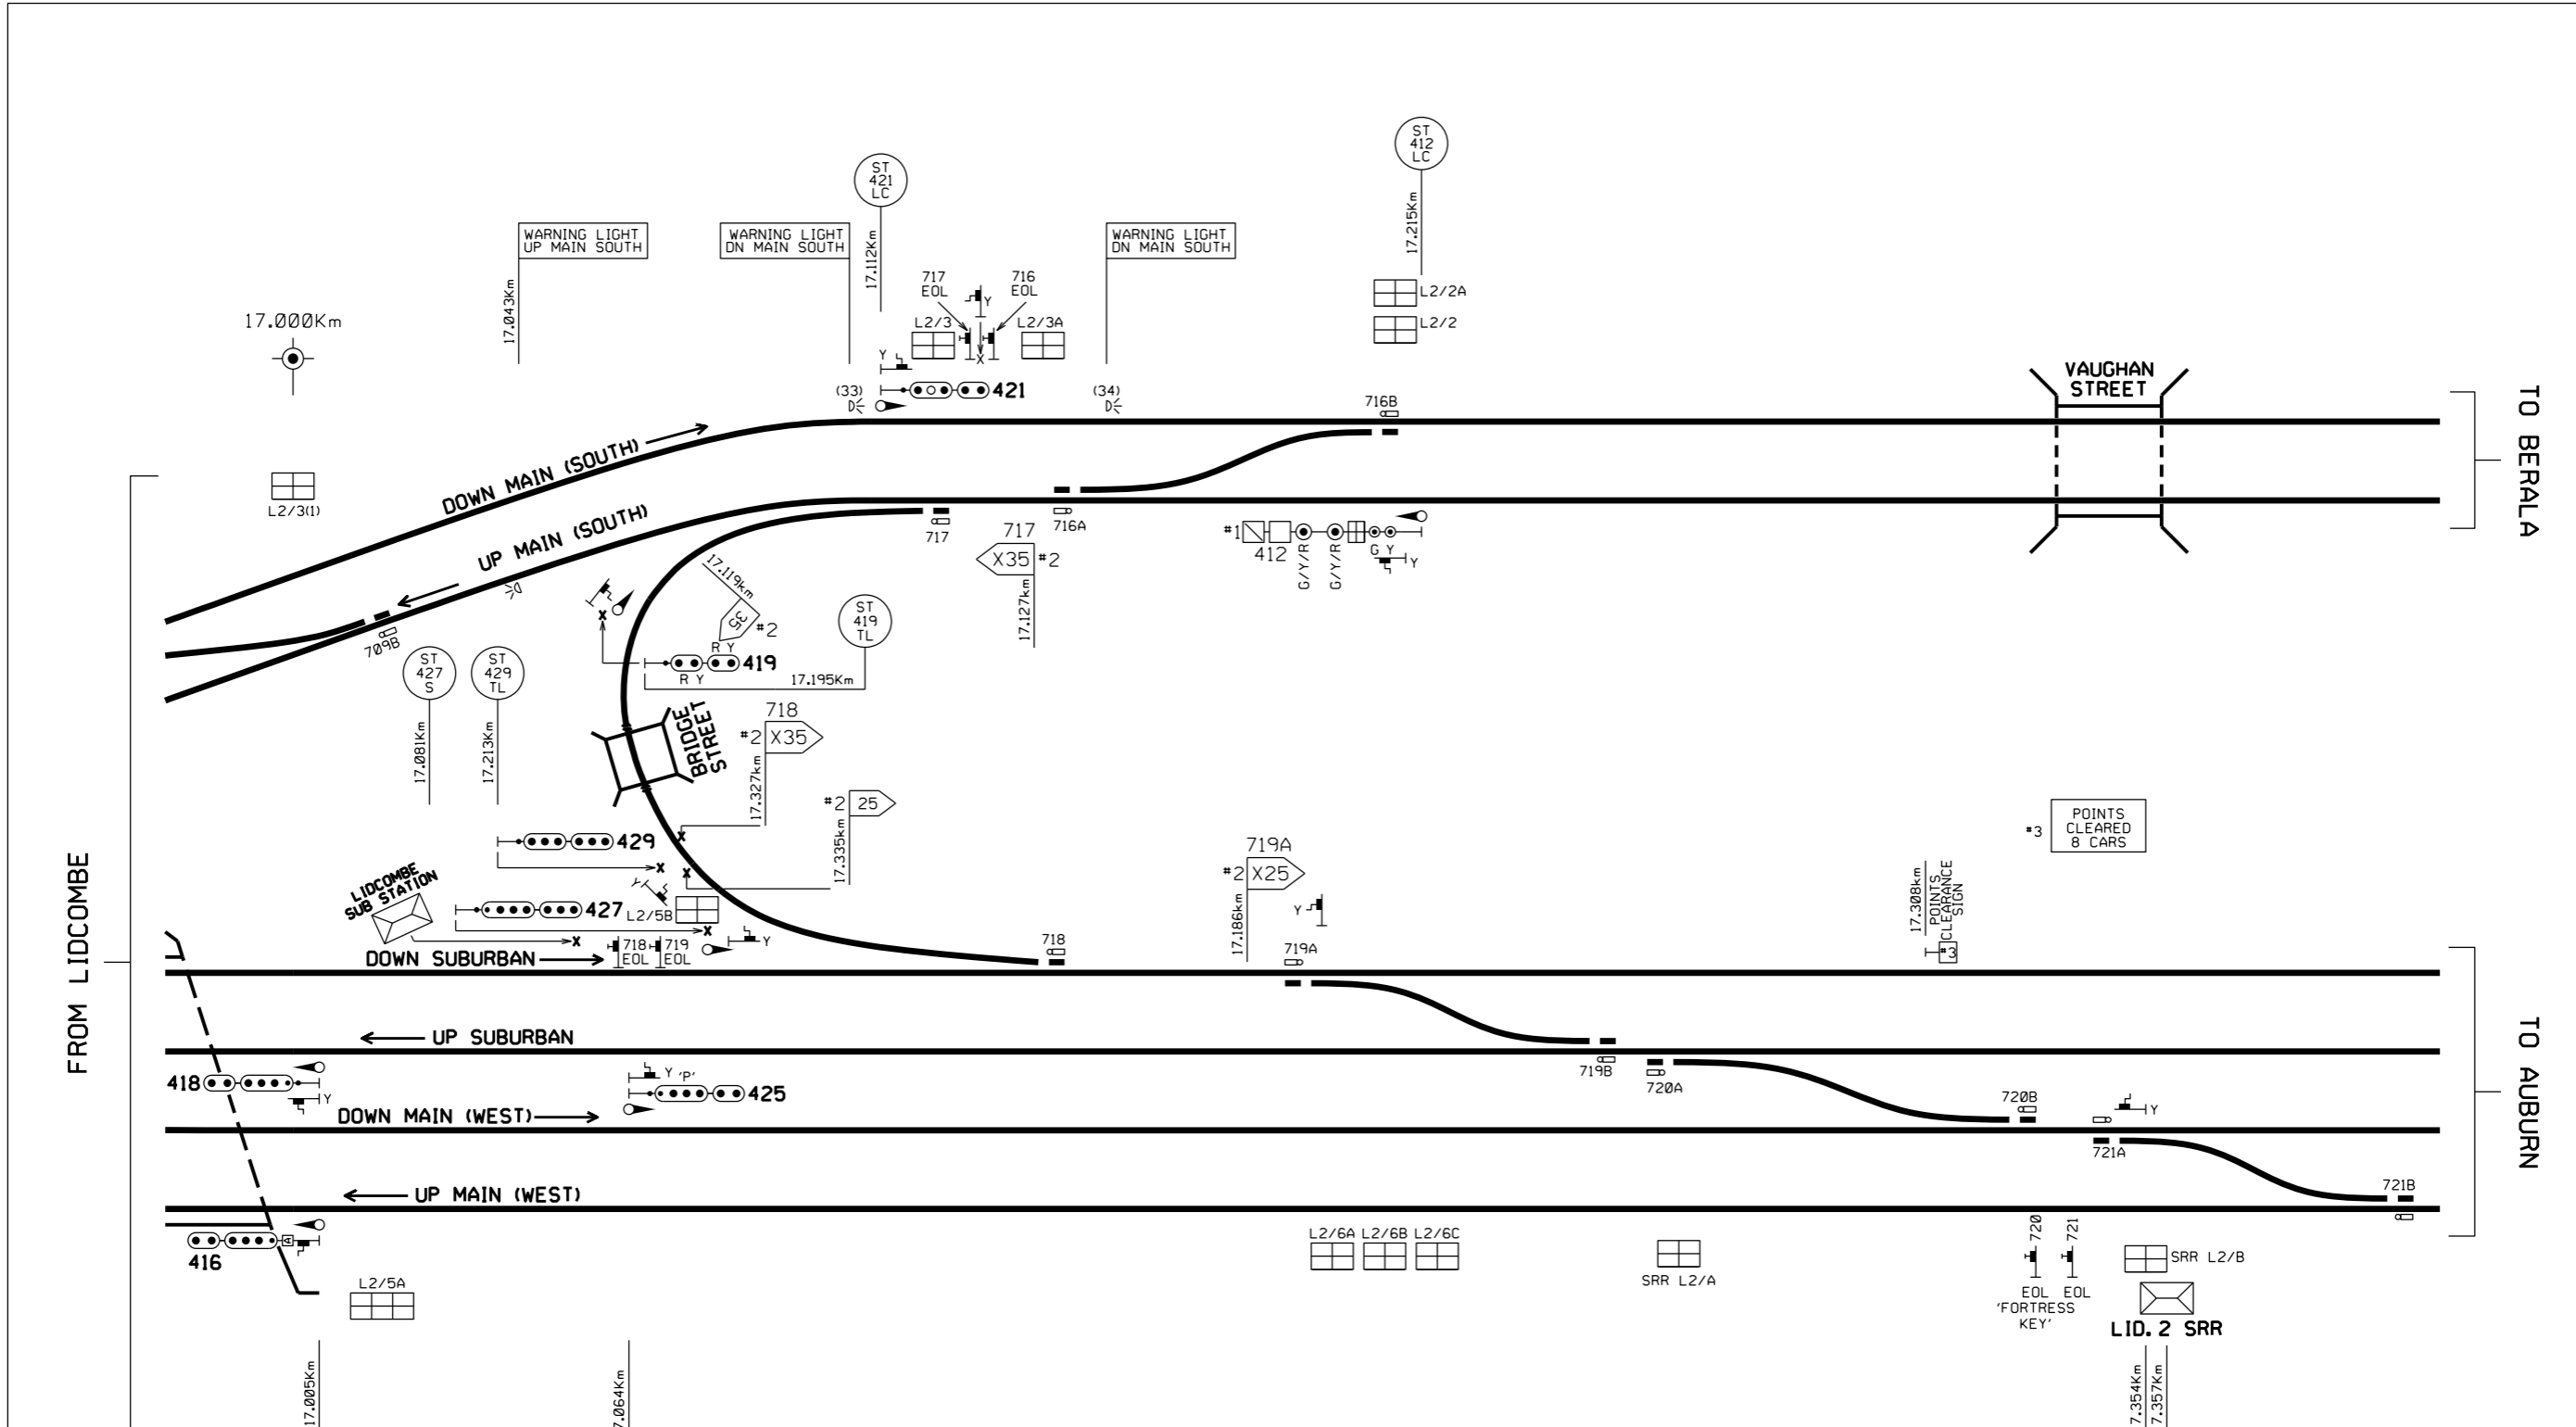 ST
412
LC
17.215Km
ST
421
LC
17.112Km
WARNING LIGHT
UP MAIN SOUTH
17.043Km
WARNING LIGHT
DN MAIN SOUTH
WARNING LIGHT
DN MAIN SOUTH
717
EOL
716
EOL
Y
L2/3
L2/3A
X
L2/2A
L2/2
17.000Km
Y
(33)
421
(34)
716B
VAUGHAN
STREET
TO BERALA
DOWN MAIN (SOUTH)
L2/3(1)
UP MAIN (SOUTH)
717
716A
717
X35
#2
17.127km
#1
412
G/Y/R
G/Y/R
G Y
Y
709B
17.119km
35
#2
X
R Y
419
R Y
17.195Km
ST
419
TL
ST
427
S
17.081Km
ST
429
TL
17.213Km
BRIDGE
STREET
718
#2
X35
17.327km
X
#2
25
17.335km
X
429
X
LIDCOMBE
SUB STATION
X
Y
427
L2/5B
X
718
EOL
719
EOL
Y
718
719A
#2
X25
17.186km
Y
719A
POINTS
CLEARED
8 CARS
#3
17.308km
POINTS
CLEARANCE
SIGN
#3
FROM LIDCOMBE
DOWN SUBURBAN
UP SUBURBAN
418
Y
Y 'P'
425
719B
720A
720B
Y
721A
TO AUBURN
DOWN MAIN (WEST)
UP MAIN (WEST)
721B
416
A
L2/5A
L2/6A
L2/6B
L2/6C
SRR L2/A
720
EOL
721
EOL
'FORTRESS
KEY'
SRR L2/B
LID.2 SRR
17.005Km
7.064Km
7.354Km
7.357Km